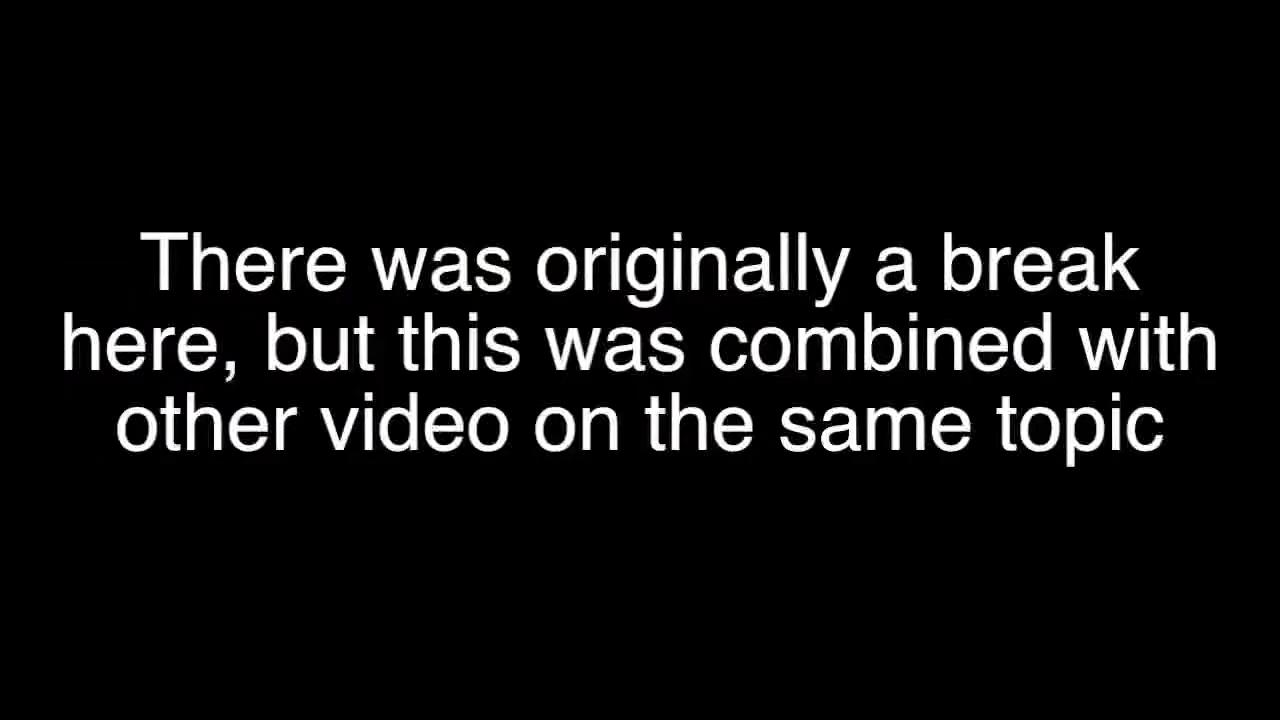 There was originally a break
here, but this was combined with
other video on the same topic